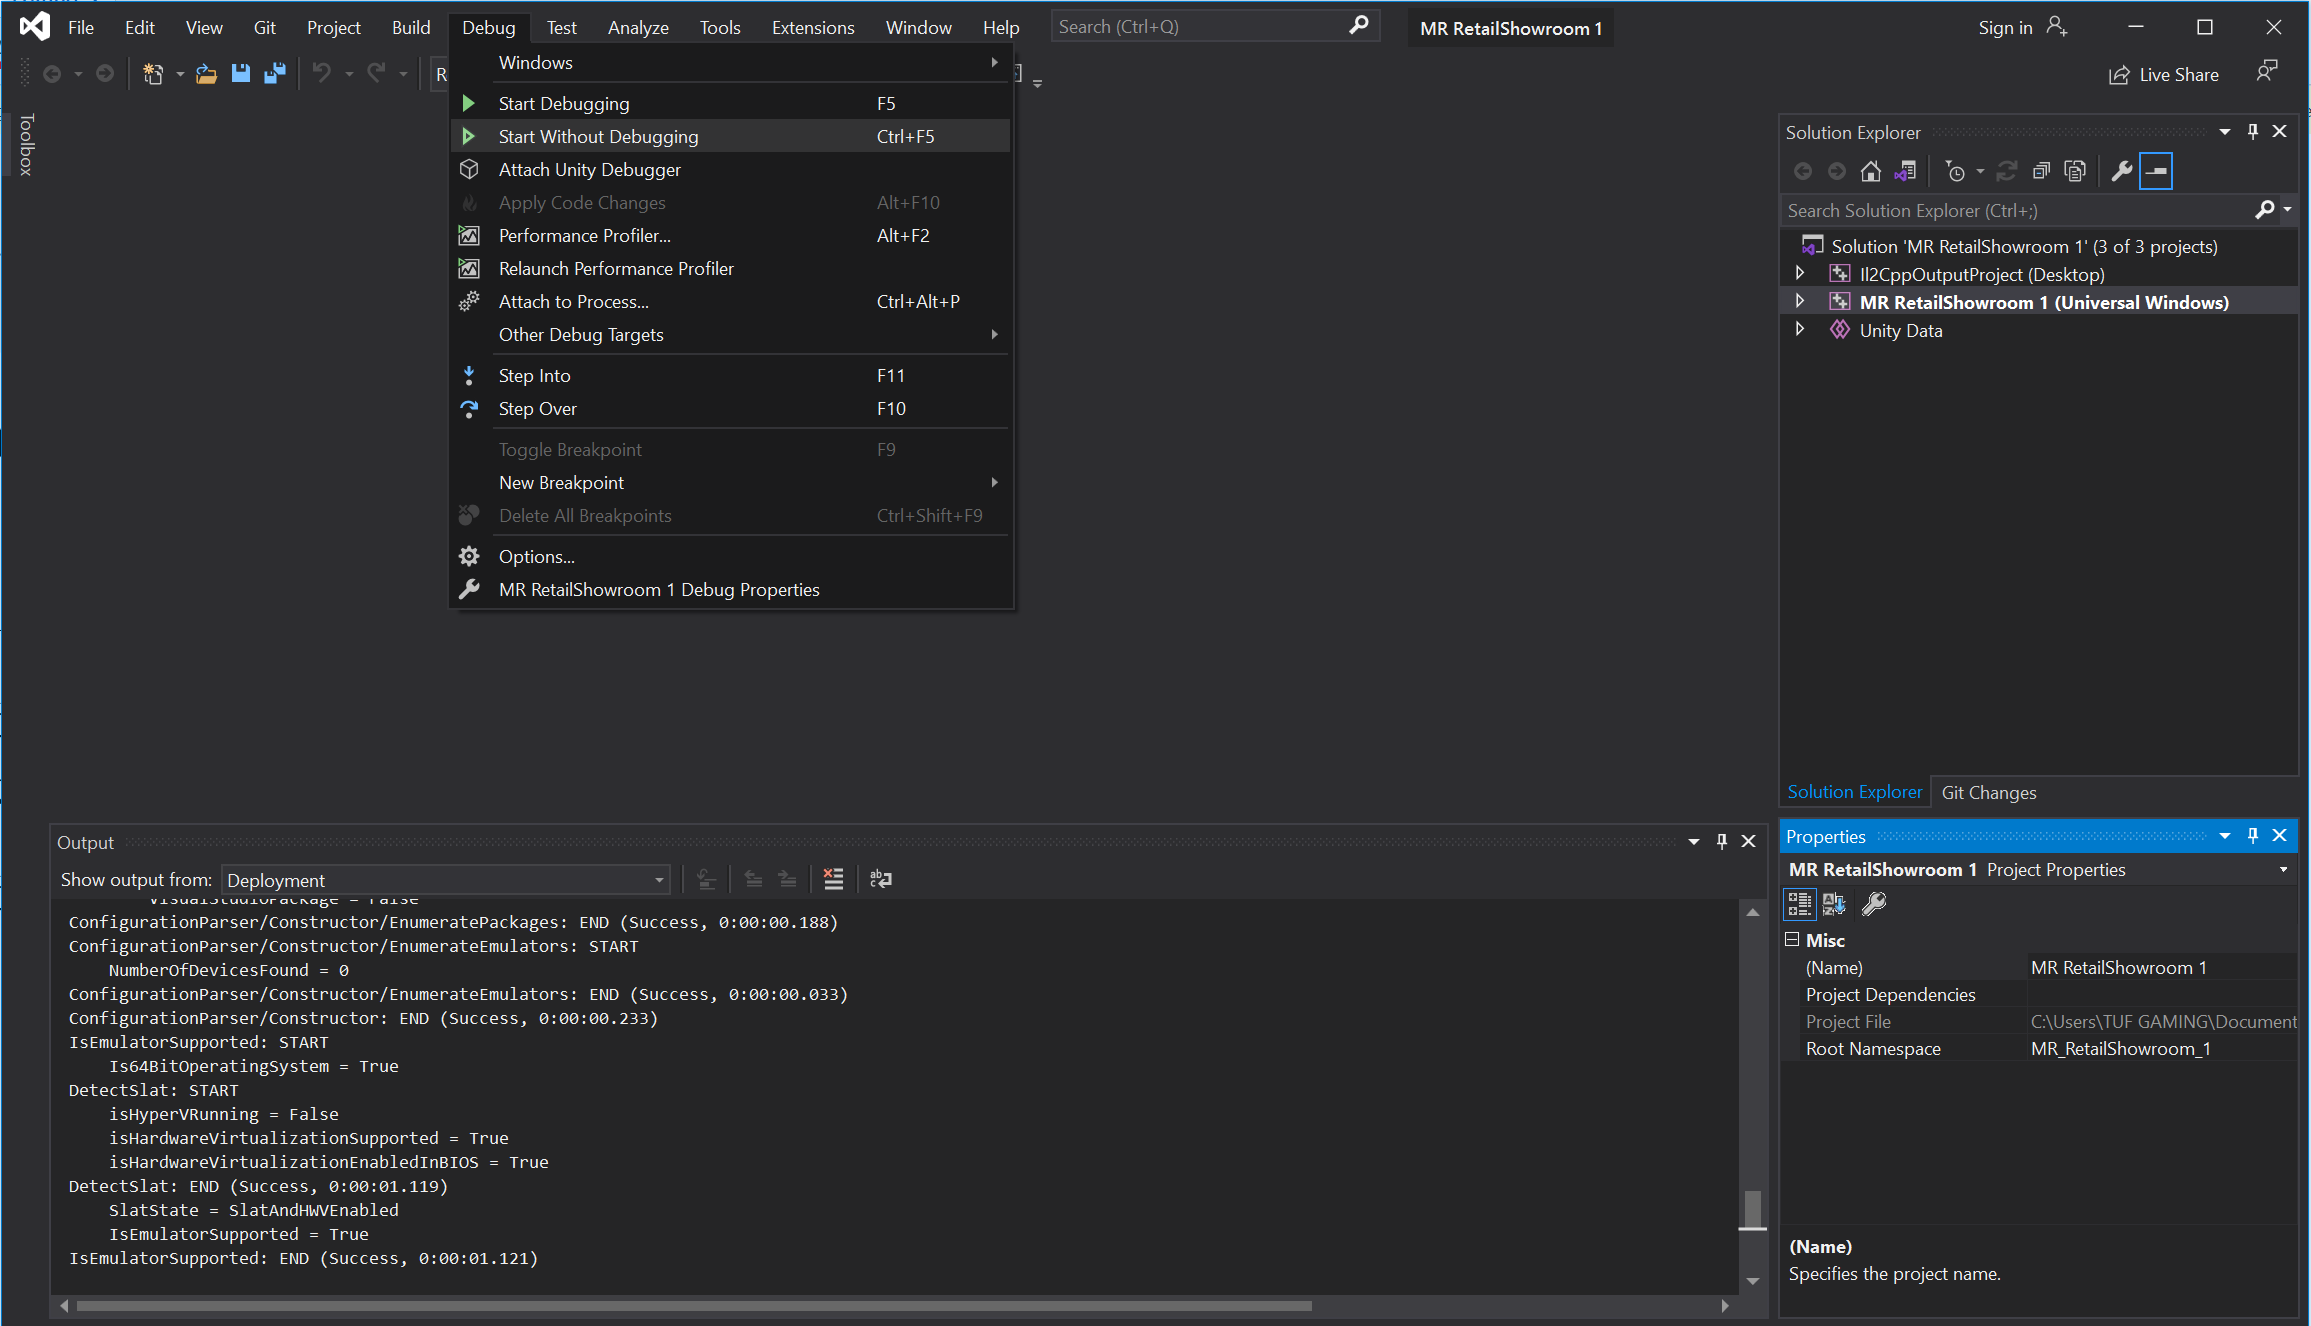 File Edit View Git Project Build Debug Test Analyze Tools Extensions Window Help Search (Ctrl+Q) MR RetailShowroom 1 Sign in
R
Live Share
Toolbox
Windows
Start Debugging F5
Start Without Debugging Ctrl+F5
Attach Unity Debugger
Apply Code Changes Alt+F10
Performance Profiler... Alt+F2
Relaunch Performance Profiler
Attach to Process... Ctrl+Alt+P
Other Debug Targets
Step Into F11
Step Over F10
Toggle Breakpoint F9
New Breakpoint
Delete All Breakpoints Ctrl+Shift+F9
Options...
MR RetailShowroom 1 Debug Properties
Solution Explorer
Search Solution Explorer (Ctrl+;)
Solution 'MR RetailShowroom 1' (3 of 3 projects)
Il2CppOutputProject (Desktop)
MR RetailShowroom 1 (Universal Windows)
Unity Data
Solution Explorer Git Changes
Output
Show output from: Deployment
VisualStudioPackage = False
ConfigurationParser/Constructor/EnumeratePackages: END (Success, 0:00:00.188)
ConfigurationParser/Constructor/EnumerateEmulators: START
NumberOfDevicesFound = 0
ConfigurationParser/Constructor/EnumerateEmulators: END (Success, 0:00:00.033)
ConfigurationParser/Constructor: END (Success, 0:00:00.233)
IsEmulatorSupported: START
Is64BitOperatingSystem = True
DetectSlat: START
isHyperVRunning = False
isHardwareVirtualizationSupported = True
isHardwareVirtualizationEnabledInBIOS = True
DetectSlat: END (Success, 0:00:01.119)
SlatState = SlatAndHWVEnabled
IsEmulatorSupported = True
IsEmulatorSupported: END (Success, 0:00:01.121)
Properties
MR RetailShowroom 1 Project Properties
Misc
(Name) MR RetailShowroom 1
Project Dependencies
Project File C:\Users\TUF GAMING\Document
Root Namespace MR_RetailShowroom_1
(Name)
Specifies the project name.